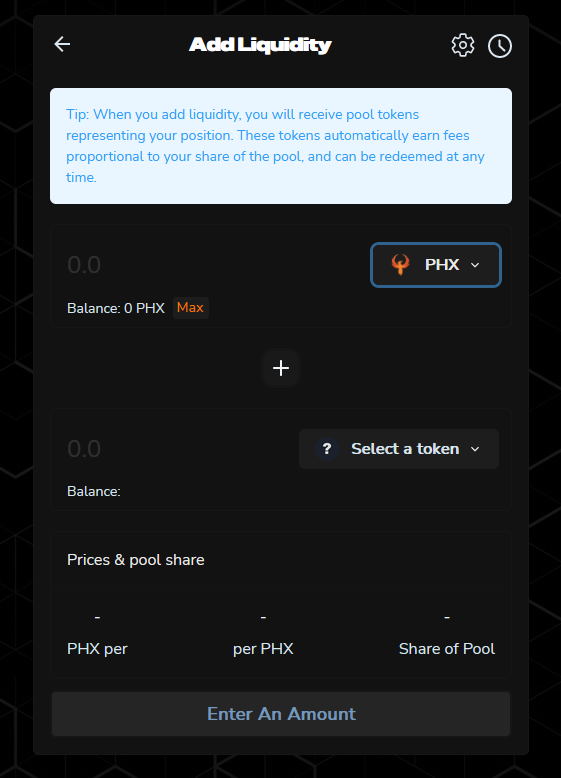 Add Liquidity
Tip: When you add liquidity, you will receive pool tokens
representing your position. These tokens automatically earn fees
proportional to your share of the pool, and can be redeemed at any
time.
0.0
PHX
Balance: 0 PHX Max
+
0.0
? Select a token
Balance:
Prices & pool share
- - -
PHX per per PHX Share of Pool
Enter An Amount